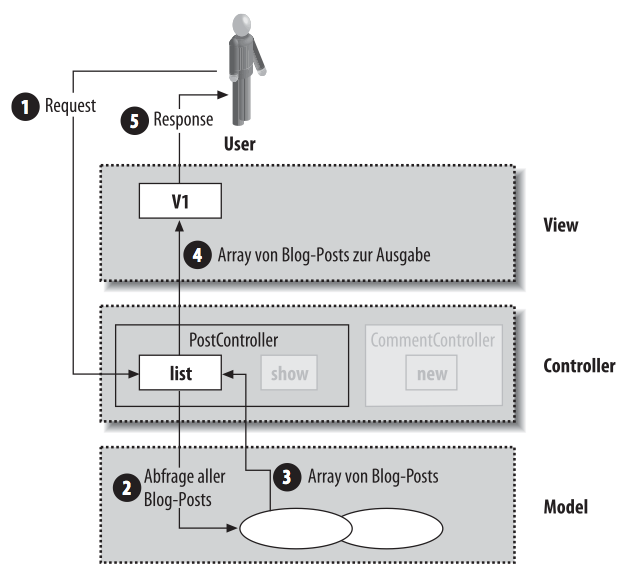 1 Request
5 Response
User
V1
View
4 Array von Blog-Posts zur Ausgabe
PostController
CommentController
list
show
new
Controller
2 Abfrage aller
Blog-Posts
3 Array von Blog-Posts
Model